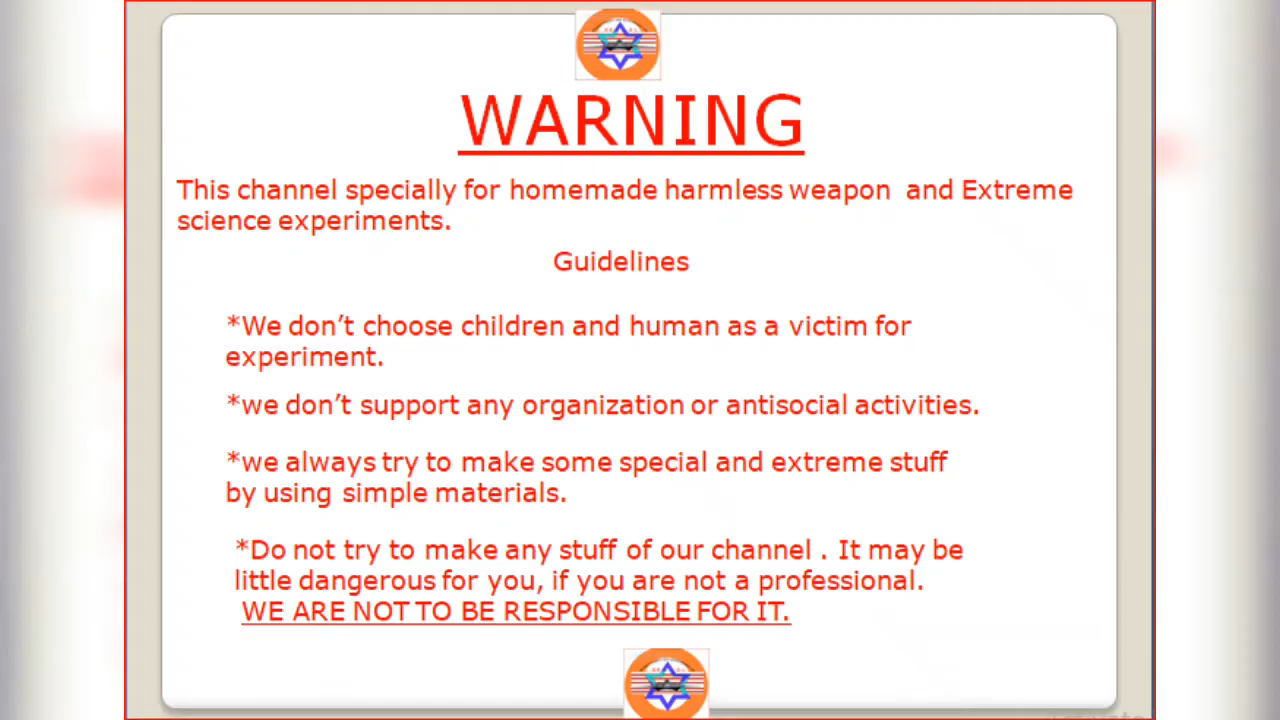 WARNING
This channel specially for homemade harmless weapon and Extreme
science experiments.
Guidelines
*We don’t choose children and human as a victim for
experiment.
*we don’t support any organization or antisocial activities.
*we always try to make some special and extreme stuff
by using simple materials.
*Do not try to make any stuff of our channel . It may be
little dangerous for you, if you are not a professional.
WE ARE NOT TO BE RESPONSIBLE FOR IT.